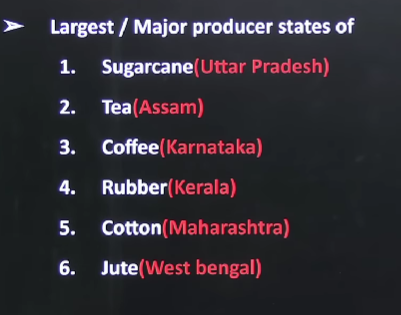 ➤ Largest / Major producer states of
1. Sugarcane(Uttar Pradesh)
2. Tea(Assam)
3. Coffee(Karnataka)
4. Rubber(Kerala)
5. Cotton(Maharashtra)
6. Jute(West bengal)